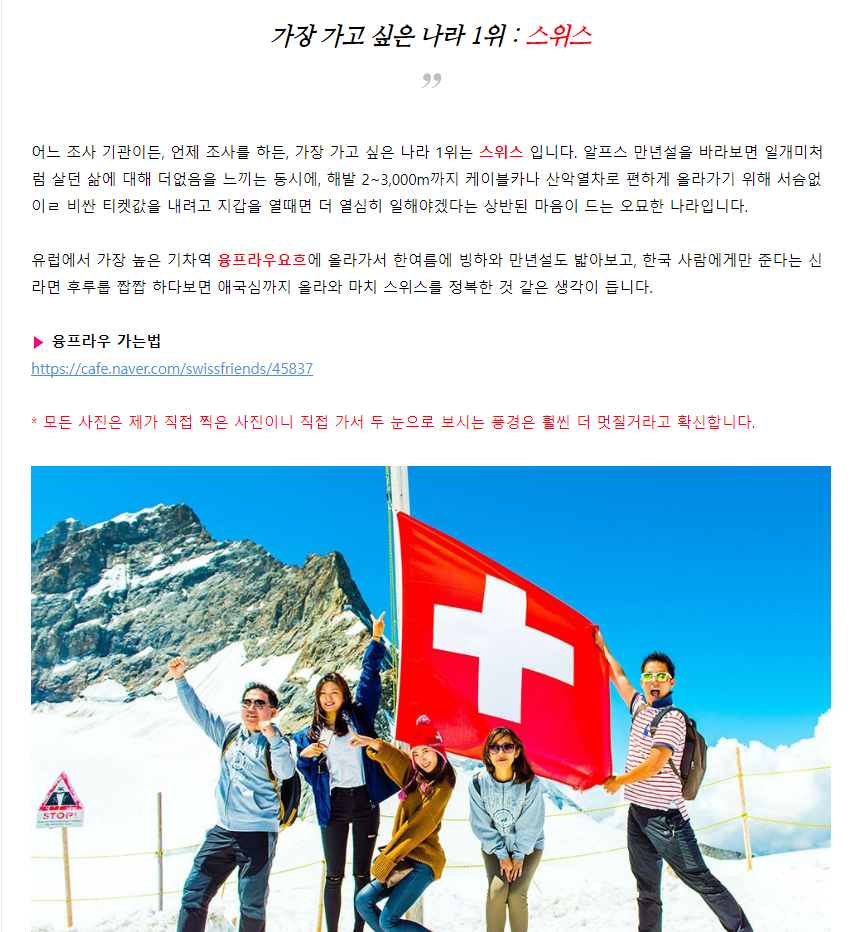 가장 가고 싶은 나라 1위 : 스위스
”
어느 조사 기관이든, 언제 조사를 하든, 가장 가고 싶은 나라 1위는 스위스 입니다. 알프스 만년설을 바라보면 일개미처
럼 살던 삶에 대해 더없음을 느끼는 동시에, 해발 2~3,000m까지 케이블카나 산악열차로 편하게 올라가기 위해 서슴없
이ㄹ 비싼 티켓값을 내려고 지갑을 열때면 더 열심히 일해야겠다는 상반된 마음이 드는 오묘한 나라입니다.
유럽에서 가장 높은 기차역 융프라우요흐에 올라가서 한여름에 빙하와 만년설도 밟아보고, 한국 사람에게만 준다는 신
라면 후루룹 짭짭 하다보면 애국심까지 올라와 마치 스위스를 정복한 것 같은 생각이 듭니다.
▶ 융프라우 가는법
https://cafe.naver.com/swissfriends/45837
* 모든 사진은 제가 직접 찍은 사진이니 직접 가서 두 눈으로 보시는 풍경은 훨씬 더 멋질거라고 확신합니다.
STOP!